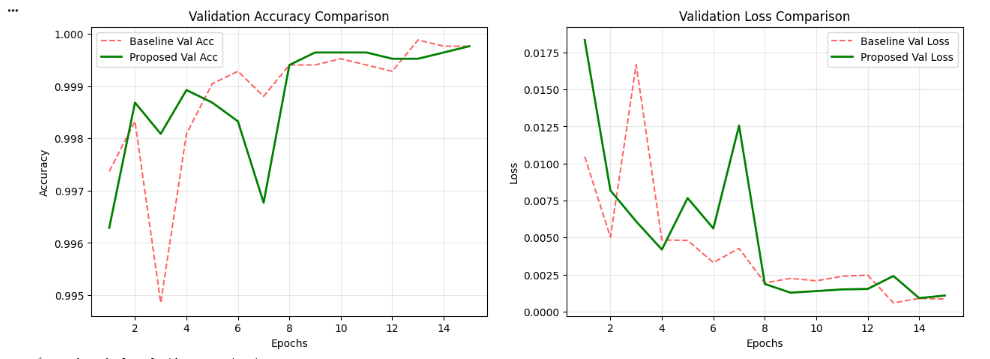 ...
Validation Accuracy Comparison
Baseline Val Acc
Proposed Val Acc
1.000
0.999
0.998
0.997
0.996
0.995
Accuracy
2 4 6 8 10 12 14
Epochs
Validation Loss Comparison
Baseline Val Loss
Proposed Val Loss
0.0175
0.0150
0.0125
0.0100
0.0075
0.0050
0.0025
0.0000
Loss
2 4 6 8 10 12 14
Epochs